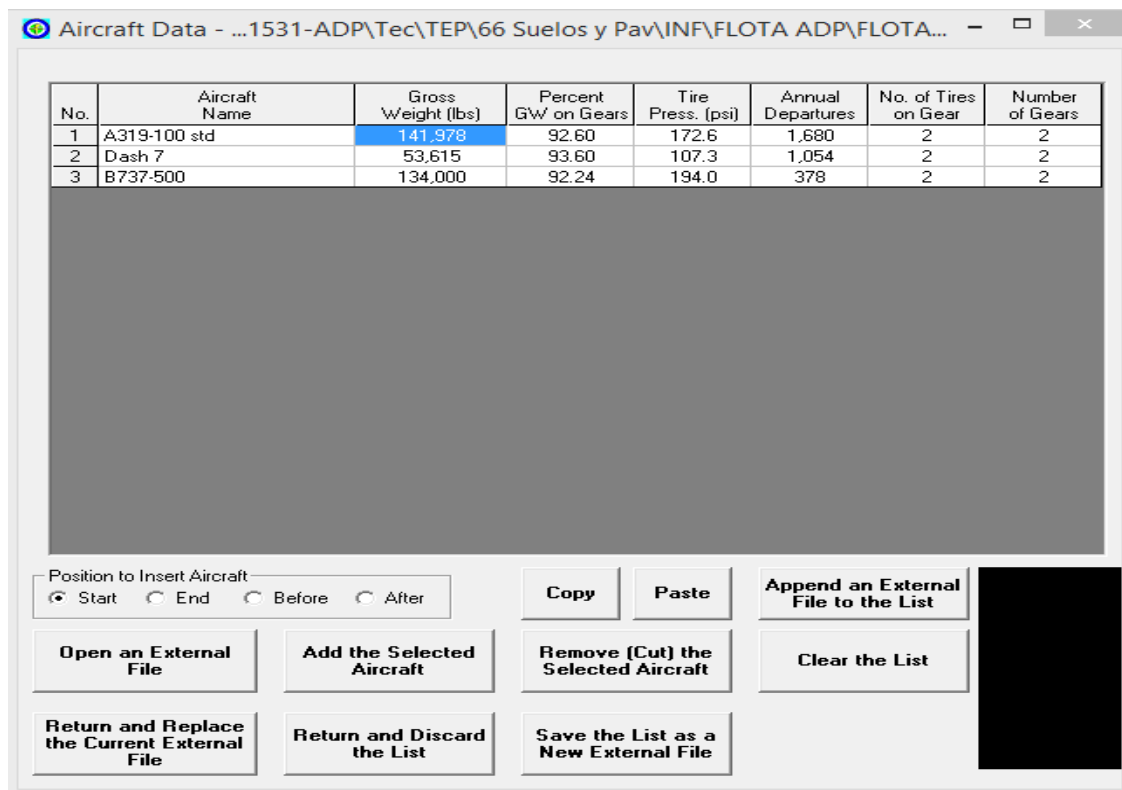 Aircraft Data - ...1531-ADP\Tec\TEP\66 Suelos y Pav\INF\FLOTA ADP\FLOTA...
No. Aircraft Name Gross Weight (lbs) Percent GW on Gears Tire Press. (psi) Annual Departures No. of Tires on Gear Number of Gears
1 A319-100 std 141,978 92.60 172.6 1,680 2 2
2 Dash 7 53,615 93.60 107.3 1,054 2 2
3 B737-500 134,000 92.24 194.0 378 2 2
Position to Insert Aircraft
Start End Before After
Copy
Paste
Append an External
File to the List
Open an External
File
Add the Selected
Aircraft
Remove (Cut) the
Selected Aircraft
Clear the List
Return and Replace
the Current External
File
Return and Discard
the List
Save the List as a
New External File